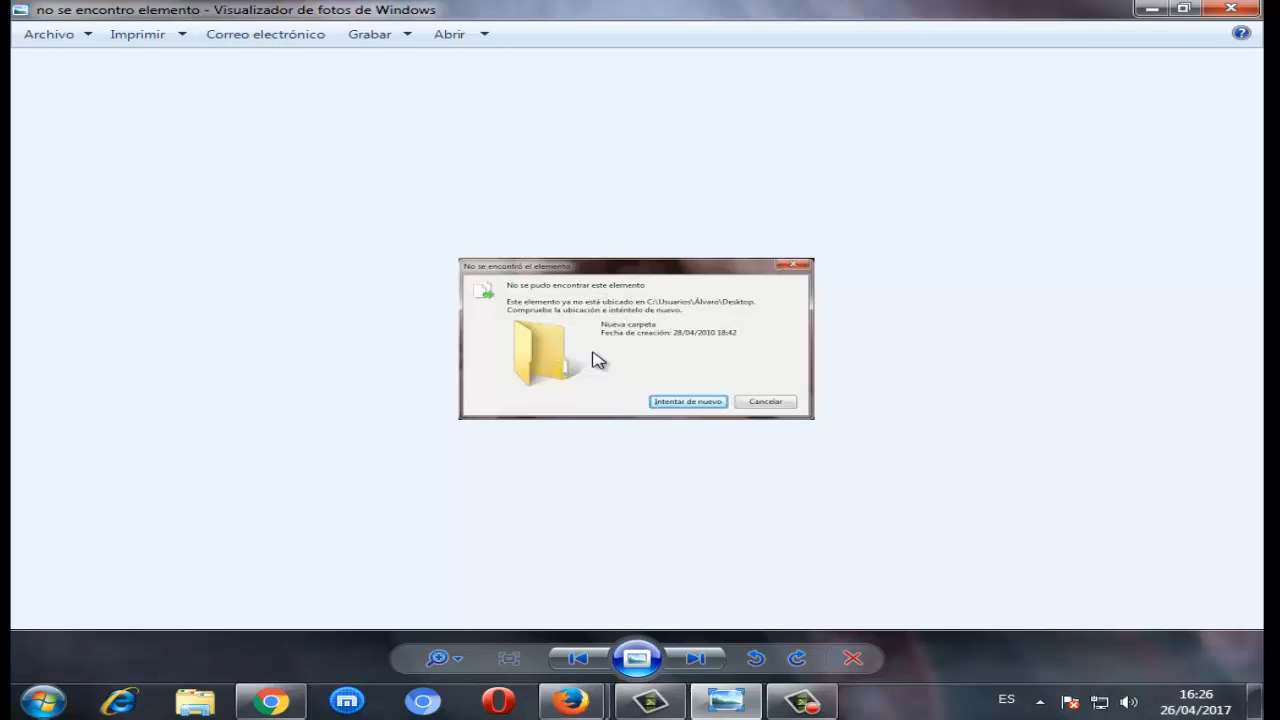 no se encontro elemento - Visualizador de fotos de Windows
Archivo Imprimir Correo electrónico Grabar Abrir
No se encontró el elemento
No se pudo encontrar este elemento
Este elemento ya no está ubicado en C:\Usuarios\Álvaro\Desktop.
Compruebe la ubicación e inténtelo de nuevo.
Nueva carpeta
Fecha de creación: 28/04/2010 18:42
Intentar de nuevo Cancelar
ES
16:26
26/04/2017